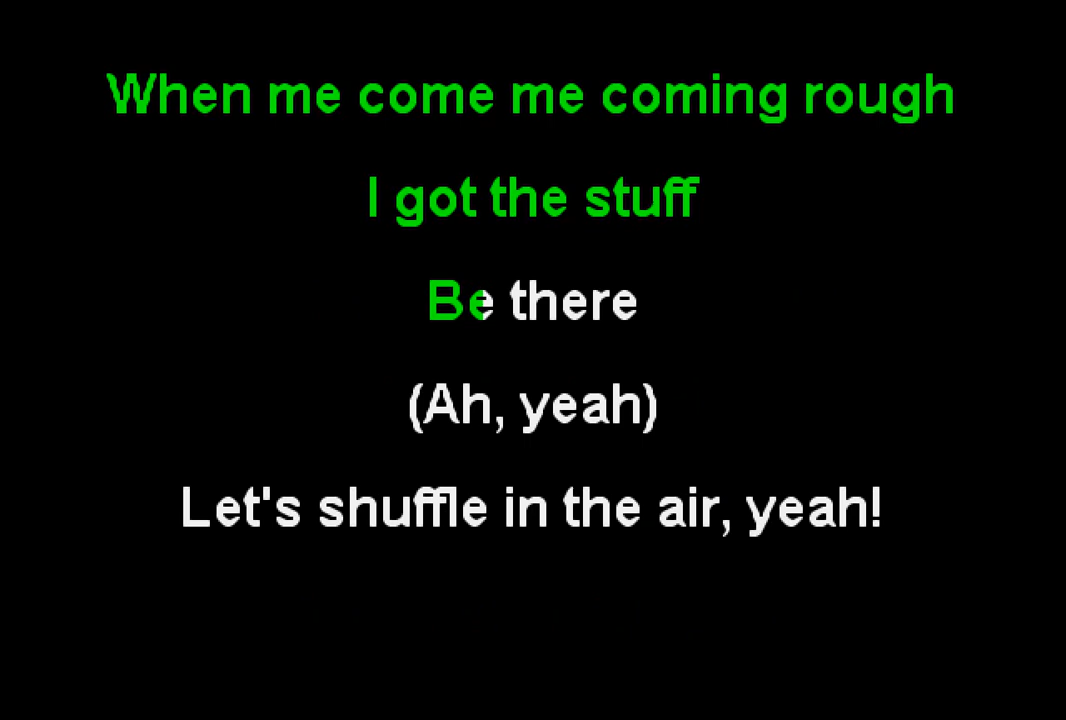 When me come me coming rough
I got the stuff
Be there
(Ah, yeah)
Let's shuffle in the air, yeah!